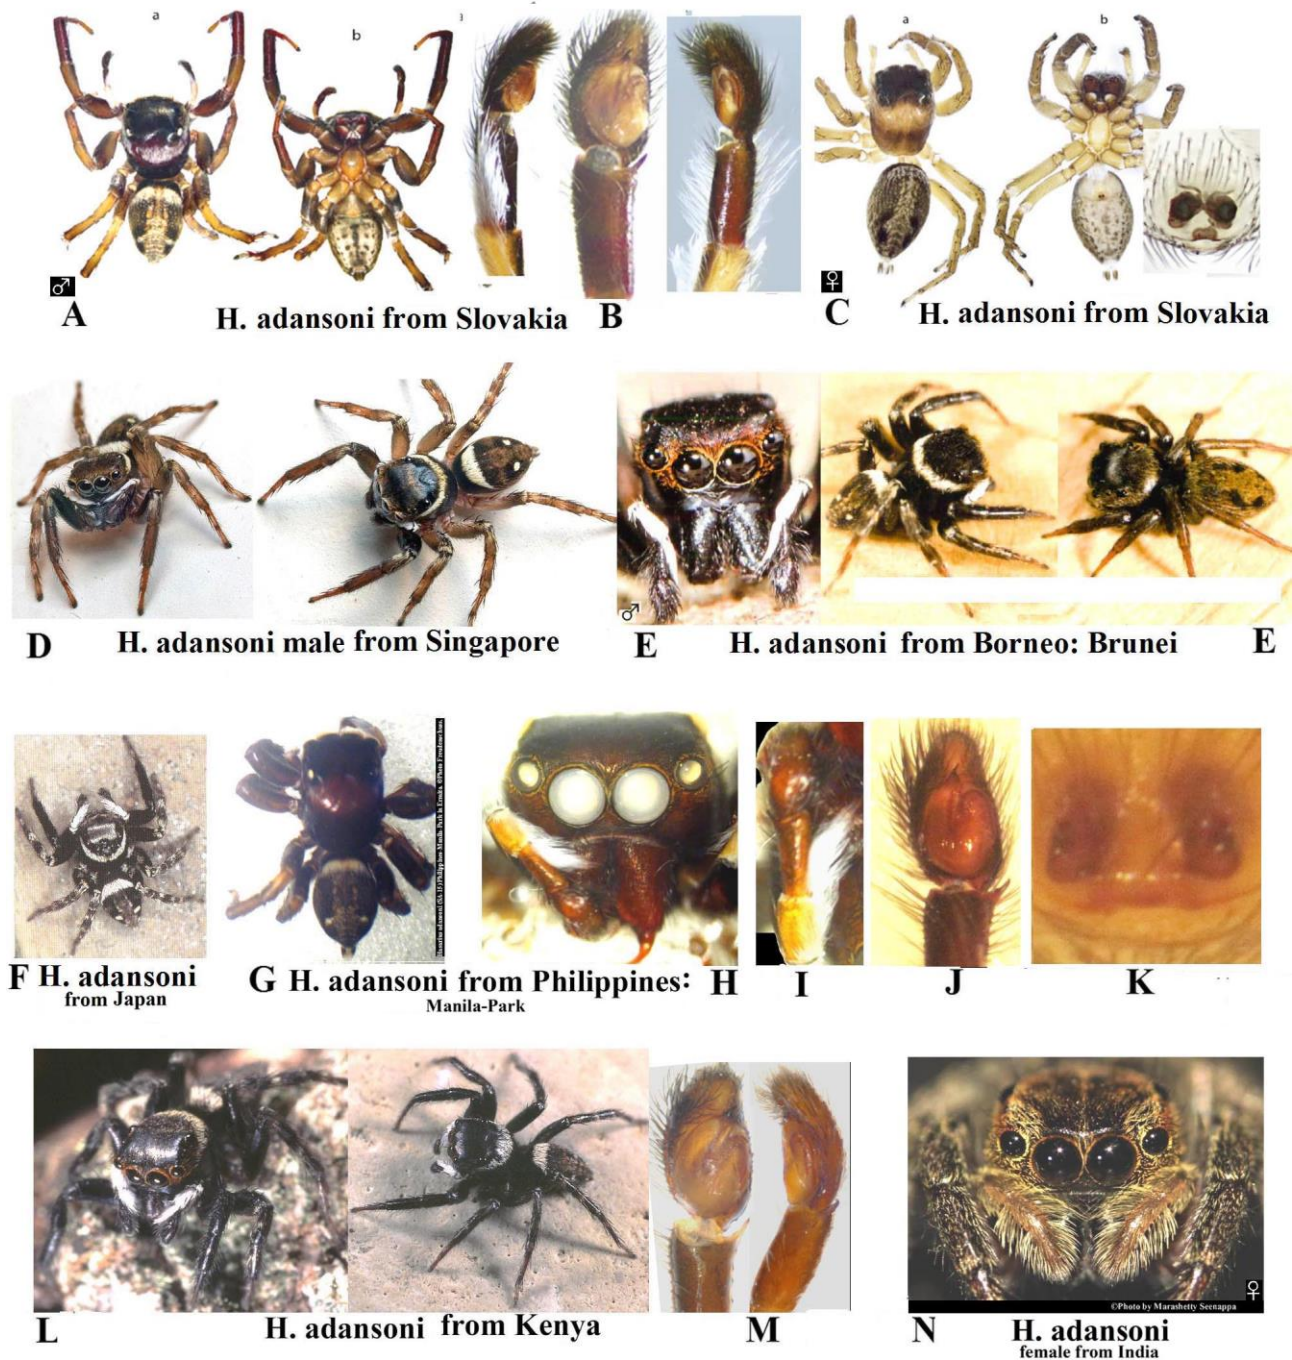 a
b
a
b
♂
A
H. adansoni from Slovakia
B
♀
C
H. adansoni from Slovakia
D
H. adansoni male from Singapore
♂
E
H. adansoni from Borneo: Brunei
E
F
H. adansoni
from Japan
G
H. adansoni from Philippines:
Manila-Park
H
I
J
K
L
H. adansoni from Kenya
M
©Photo by Marashetty Seenappa
♀
N
H. adansoni
female from India